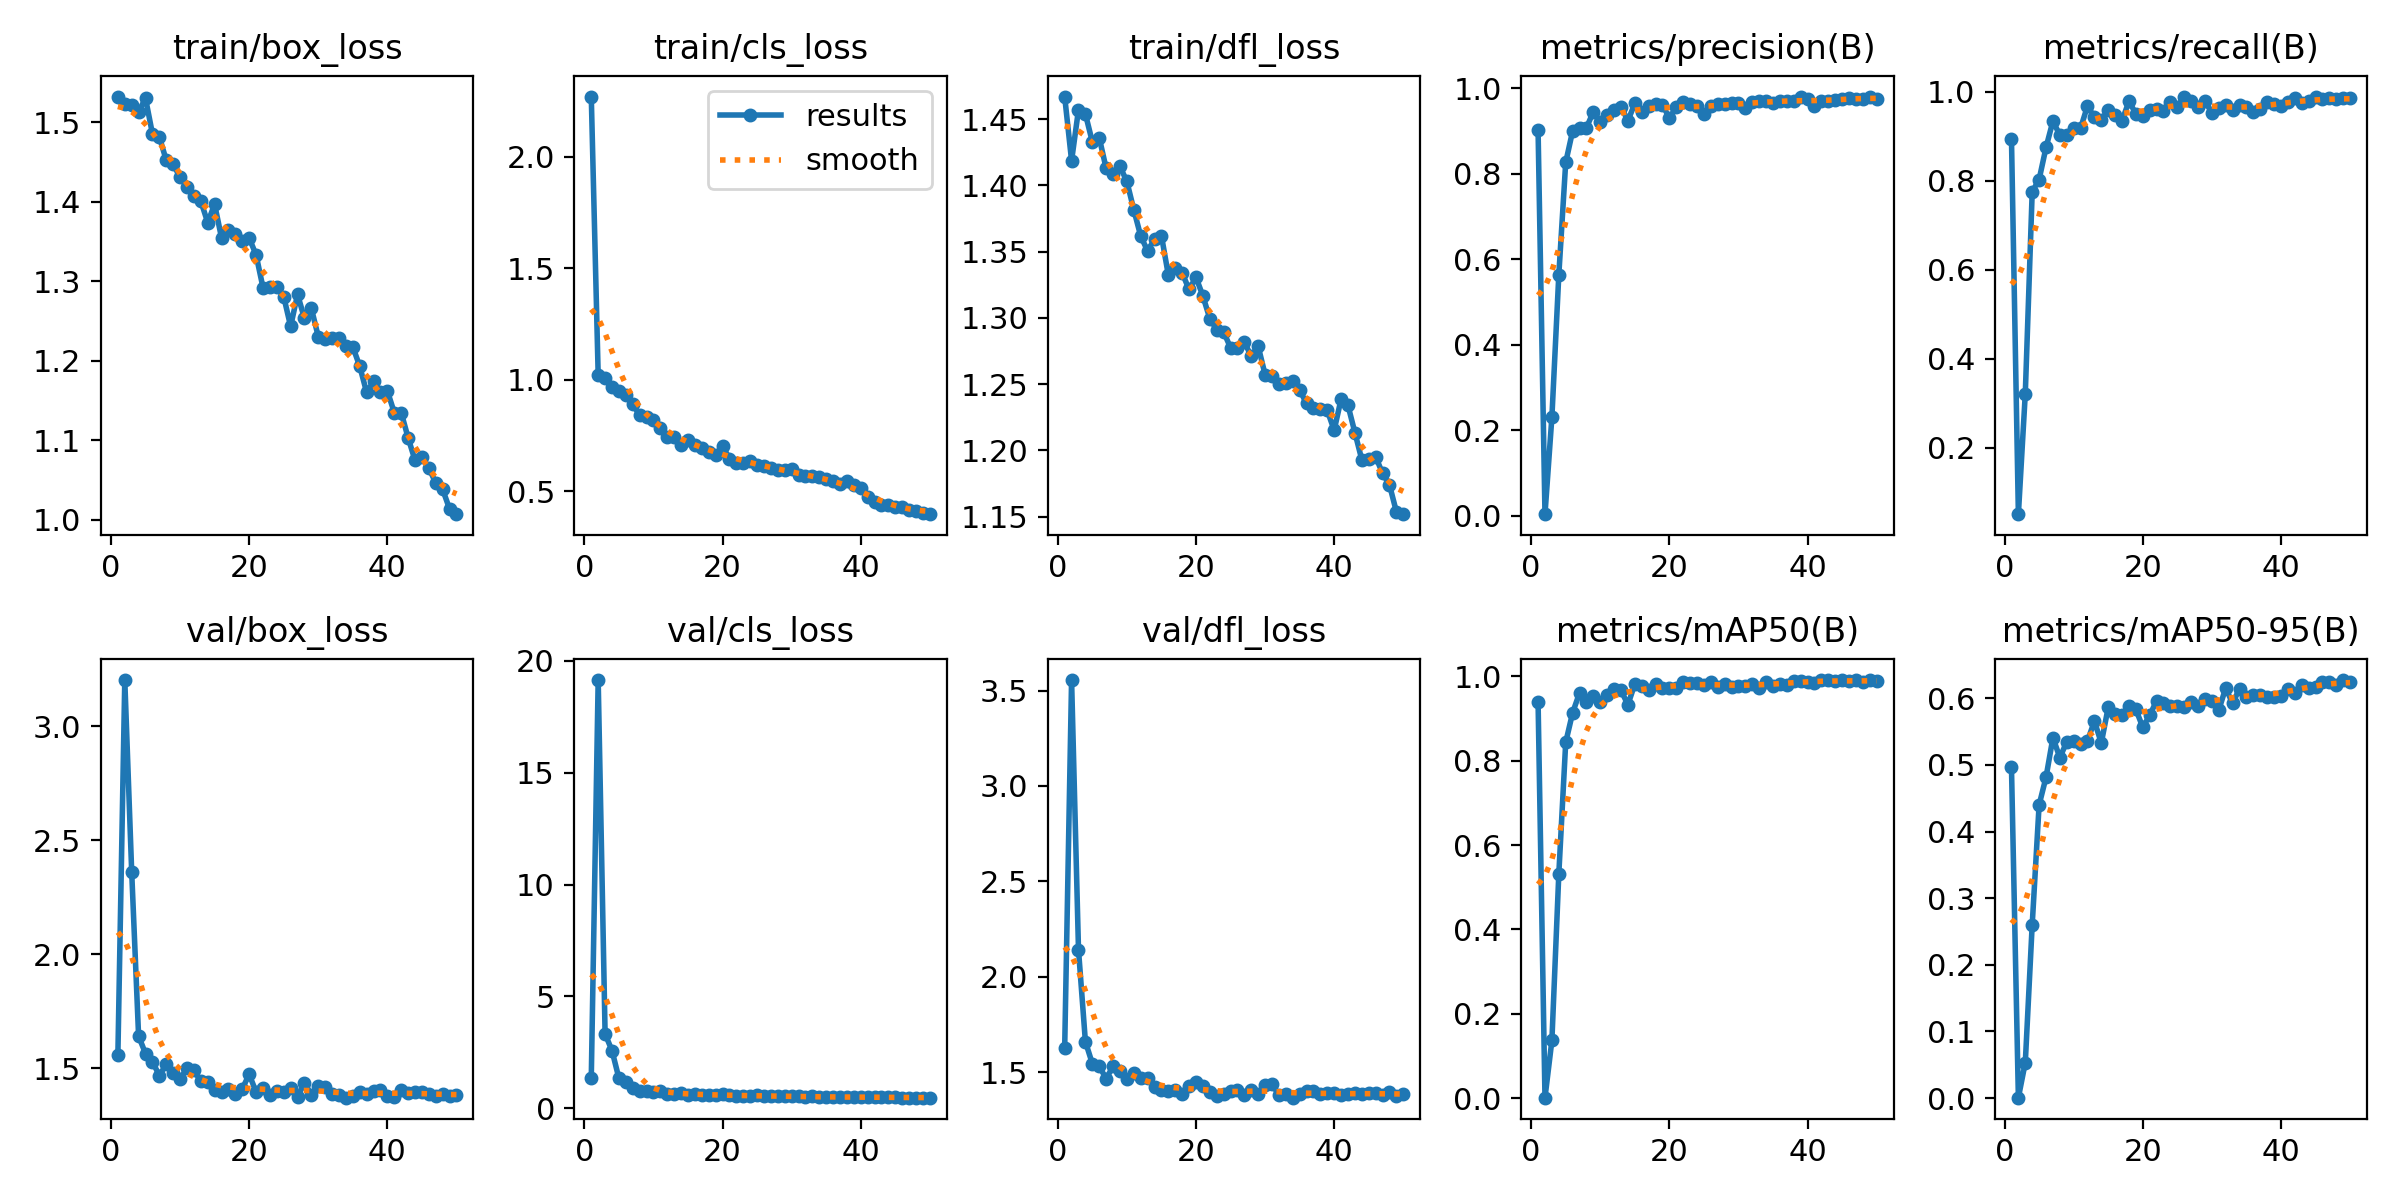 train/box_loss
train/cls_loss
train/dfl_loss
metrics/precision(B)
metrics/recall(B)
1.5
1.4
1.3
1.2
1.1
1.0
0 20 40
results
smooth
2.0
1.5
1.0
0.5
0 20 40
1.45
1.40
1.35
1.30
1.25
1.20
1.15
0 20 40
1.0
0.8
0.6
0.4
0.2
0.0
0 20 40
1.0
0.8
0.6
0.4
0.2
0 20 40
val/box_loss
val/cls_loss
val/dfl_loss
metrics/mAP50(B)
metrics/mAP50-95(B)
3.0
2.5
2.0
1.5
0 20 40
20
15
10
5
0
0 20 40
3.5
3.0
2.5
2.0
1.5
0 20 40
1.0
0.8
0.6
0.4
0.2
0.0
0 20 40
0.6
0.5
0.4
0.3
0.2
0.1
0.0
0 20 40